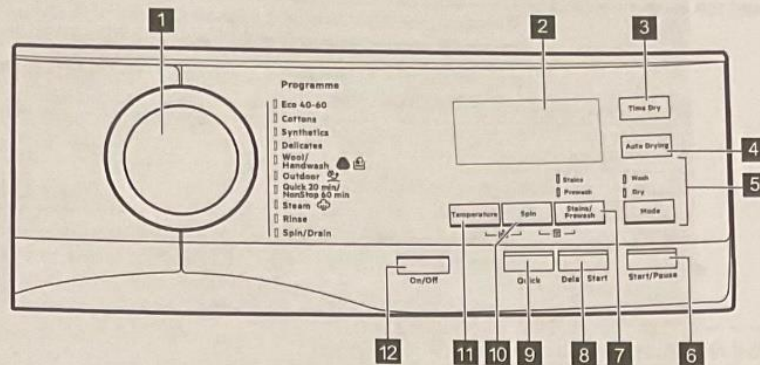 1
2
3
Programme
Eco 40-60
Cottons
Synthetics
Delicates
Wool/
Handwash
Outdoor
Quick 20 min/
NonStop 60 min
Steam
Rinse
Spin/Drain
Time Dry
Auto Drying
4
5
Stains
Prewash
Wash
Dry
Temperature
Spin
Stains/
Prewash
Mode
On/Off
Quick
Delay Start
Start/Pause
12
11
10
9
8
7
6